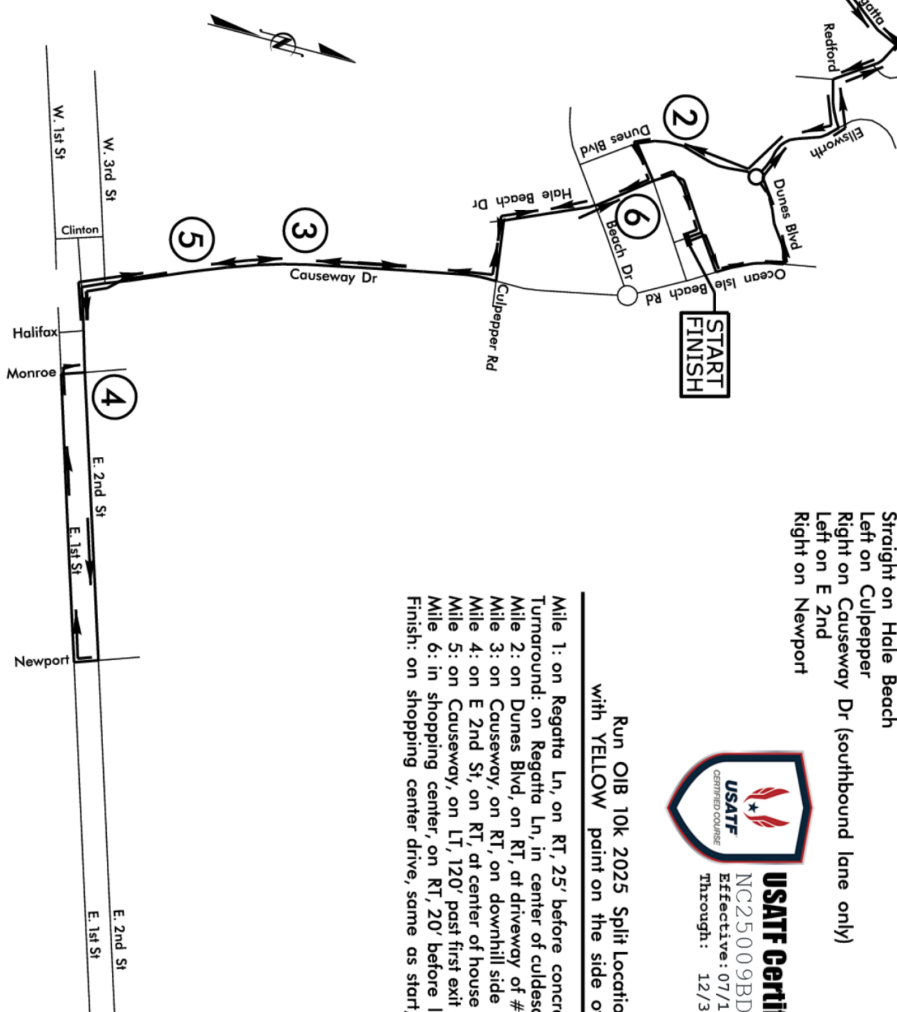 Straight on Hale Beach
Left on Culpepper
Right on Causeway Dr (southbound lane only)
Left on E 2nd
Right on Newport
USATF
CERTIFIED COURSE
USATF Certi
NC25009BD
Effective: 07/1
Through: 12/3
Run OIB 10k 2025 Split Locatio
with YELLOW paint on the side o
Mile 1: on Regatta Ln, on RT, 25' before concre
Turnaround: on Regatta Ln, in center of culdesa
Mile 2: on Dunes Blvd, on RT, at driveway of #
Mile 3: on Causeway, on RT, on downhill side
Mile 4: on E 2nd St, on RT, at center of house
Mile 5: on Causeway, on LT, 120' past first exit
Mile 6: in shopping center, on RT, 20' before l
Finish: on shopping center drive, same as start,
START
FINISH
N
gatta
Redford
Ellsworth
Dunes Blvd
Dunes Blvd
2
6
Ocean Isle Beach Rd
Beach Dr
Hale Beach Dr
Culpepper Rd
Causeway Dr
3
5
4
W. 1st St
W. 3rd St
Clinton
Halifax
Monroe
E. 2nd St
E. 1st St
Newport
E. 2nd St
E. 1st St